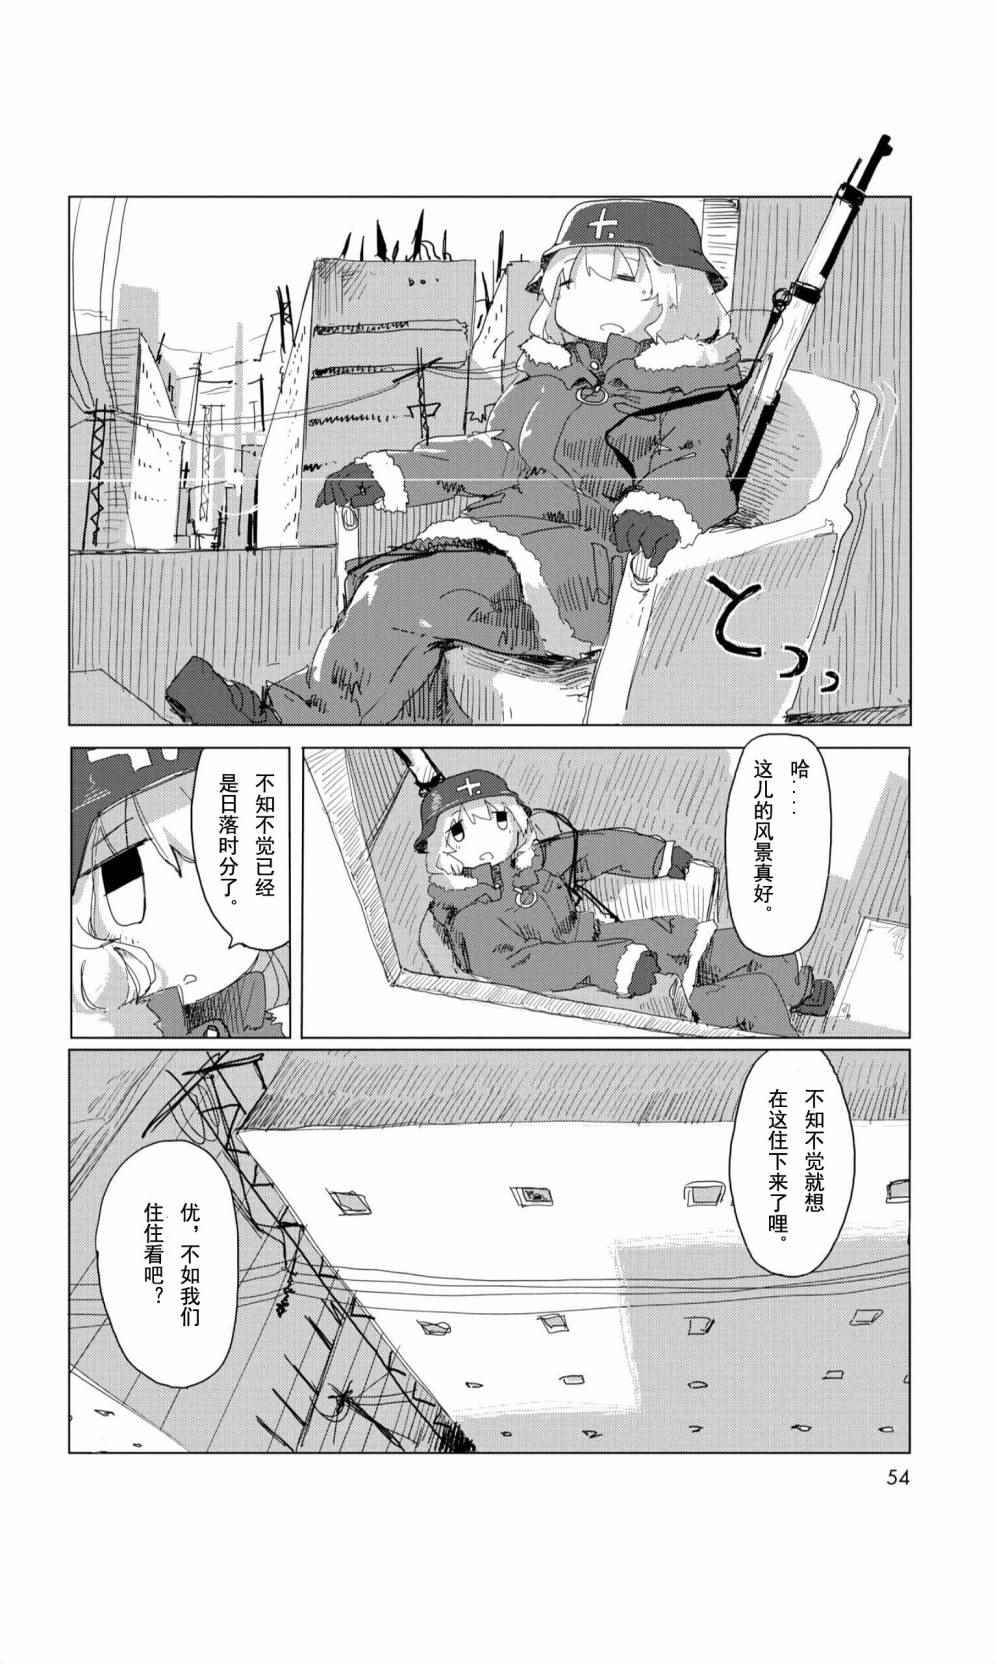 とっっ
哈‥‥
这儿的风景真好。
不知不觉已经
是日落时分了。
不知不觉就想
在这住下来了哩。
优，不如我们
住住看吧？
54